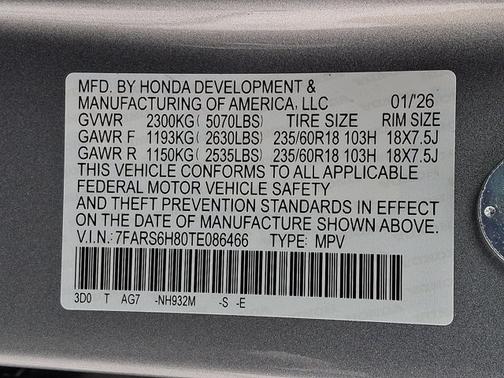 MFD. BY HONDA DEVELOPMENT &
MANUFACTURING OF AMERICA, LLC 01/'26
GVWR 2300KG( 5070LBS) TIRE SIZE RIM SIZE
GAWR F 1193KG( 2630LBS) 235/60R18 103H 18X7.5J
GAWR R 1150KG( 2535LBS) 235/60R18 103H 18X7.5J
THIS VEHICLE CONFORMS TO ALL APPLICABLE
FEDERAL MOTOR VEHICLE SAFETY
AND THEFT PREVENTION STANDARDS IN EFFECT
ON THE DATE OF MANUFACTURE SHOWN ABOVE.
V.I.N.: 7FARS6H80TE086466 TYPE: MPV
3D0 T AG7 -NH932M -S -E